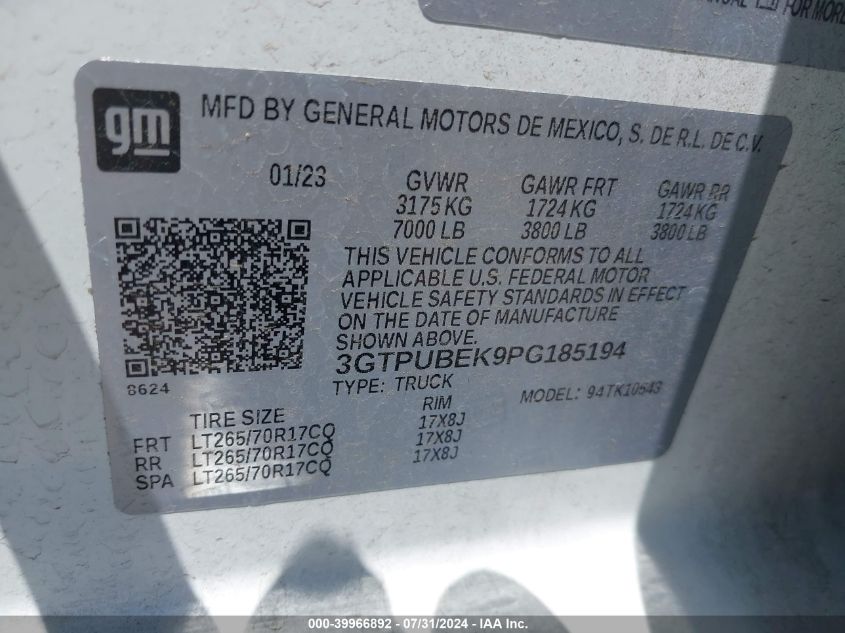 FOR MORE
gm
MFD BY GENERAL MOTORS DE MEXICO, S. DE R.L. DE C.V.
01/23 GVWR GAWR FRT GAWR RR
3175 KG 1724 KG 1724 KG
7000 LB 3800 LB 3800 LB
THIS VEHICLE CONFORMS TO ALL
APPLICABLE U.S. FEDERAL MOTOR
VEHICLE SAFETY STANDARDS IN EFFECT
ON THE DATE OF MANUFACTURE
SHOWN ABOVE.
3GTPUBEK9PG185194
8624 TYPE: TRUCK MODEL: 94TK10543
TIRE SIZE RIM
FRT LT265/70R17CQ 17X8J
RR LT265/70R17CQ 17X8J
SPA LT265/70R17CQ 17X8J
000-39966892 - 07/31/2024 - IAA Inc.